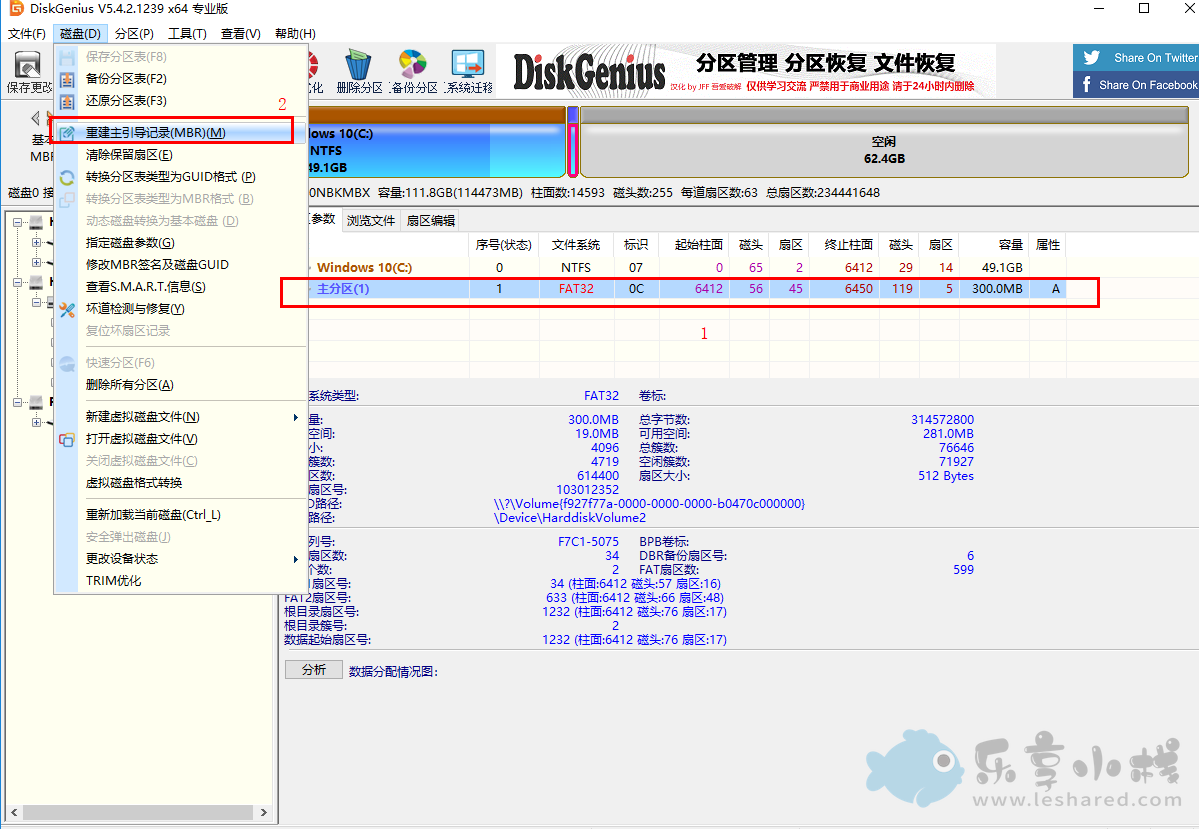 DiskGenius V5.4.2.1239 x64 专业版
文件(F) 磁盘(D) 分区(P) 工具(T) 查看(V) 帮助(H)
保存更改 删除分区 备份分区 系统迁移
DiskGenius
分区管理 分区恢复 文件恢复
汉化 by JFF 吾爱破解 仅供学习交流 严禁用于商业用途 请于24小时内删除
Share On Twitter
Share On Facebook
保存分区表(F8)
备份分区表(F2)
还原分区表(F3)
2
重建主引导记录(MBR)(M)
清除保留扇区(E)
转换分区表类型为GUID格式 (P)
转换分区表类型为MBR格式 (B)
动态磁盘转换为基本磁盘 (D)
指定磁盘参数(G)
修改MBR签名及磁盘GUID
查看S.M.A.R.T.信息(S)
坏道检测与修复(Y)
复位坏扇区记录
快速分区(F6)
删除所有分区(A)
新建虚拟磁盘文件(N)
打开虚拟磁盘文件(V)
关闭虚拟磁盘文件(C)
虚拟磁盘格式转换
重新加载当前磁盘(Ctrl_L)
安全弹出磁盘(J)
更改设备状态
TRIM优化
基本
MBR
lows 10(C:)
NTFS
49.1GB
空闲
62.4GB
磁盘0 接 0NBKMBX 容量:111.8GB(114473MB) 柱面数:14593 磁头数:255 每道扇区数:63 总扇区数:234441648
参数 浏览文件 扇区编辑
序号(状态) 文件系统 标识 起始柱面 磁头 扇区 终止柱面 磁头 扇区 容量 属性
Windows 10(C:) 0 NTFS 07 0 65 2 6412 29 14 49.1GB
主分区(1) 1 FAT32 0C 6412 56 45 6450 119 5 300.0MB A
1
系统类型: FAT32 卷标:
量: 300.0MB 总字节数: 314572800
空间: 19.0MB 可用空间: 281.0MB
小: 4096 总簇数: 76646
簇数: 4719 空闲簇数: 71927
区数: 614400 扇区大小: 512 Bytes
扇区号: 103012352
D路径: \\?\Volume{f927f77a-0000-0000-0000-b0470c000000}
路径: \Device\HarddiskVolume2
列号: F7C1-5075 BPB卷标:
扇区数: 34 DBR备份扇区号: 6
个数: 2 FAT扇区数: 599
1扇区号: 34 (柱面:6412 磁头:57 扇区:16)
FAT2扇区号: 633 (柱面:6412 磁头:66 扇区:48)
根目录扇区号: 1232 (柱面:6412 磁头:76 扇区:17)
根目录簇号: 2
数据起始扇区号: 1232 (柱面:6412 磁头:76 扇区:17)
分析 数据分配情况图:
乐享小栈
www.leshared.com